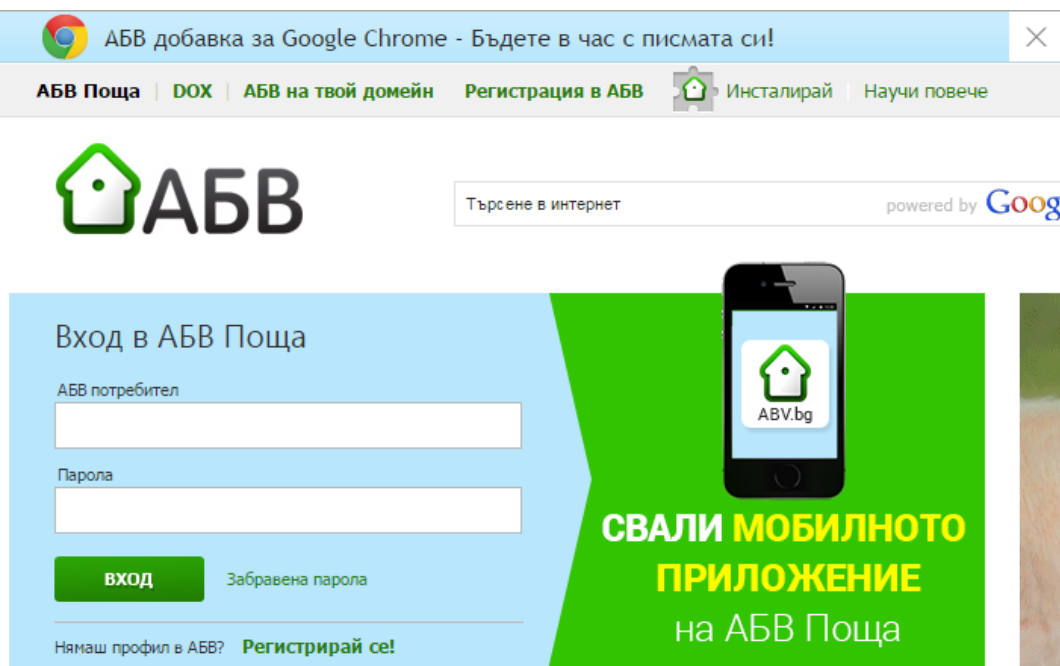 АБВ добавка за Google Chrome - Бъдете в час с писмата си!
АБВ Поща | DOX | АБВ на твой домейн Регистрация в АБВ Инсталирай Научи повече
АБВ
Търсене в интернет powered by Goog
Вход в АБВ Поща
АБВ потребител
Парола
ВХОД Забравена парола
Нямаш профил в АБВ? Регистрирай се!
ABV.bg
СВАЛИ МОБИЛНОТО
ПРИЛОЖЕНИЕ
на АБВ Поща